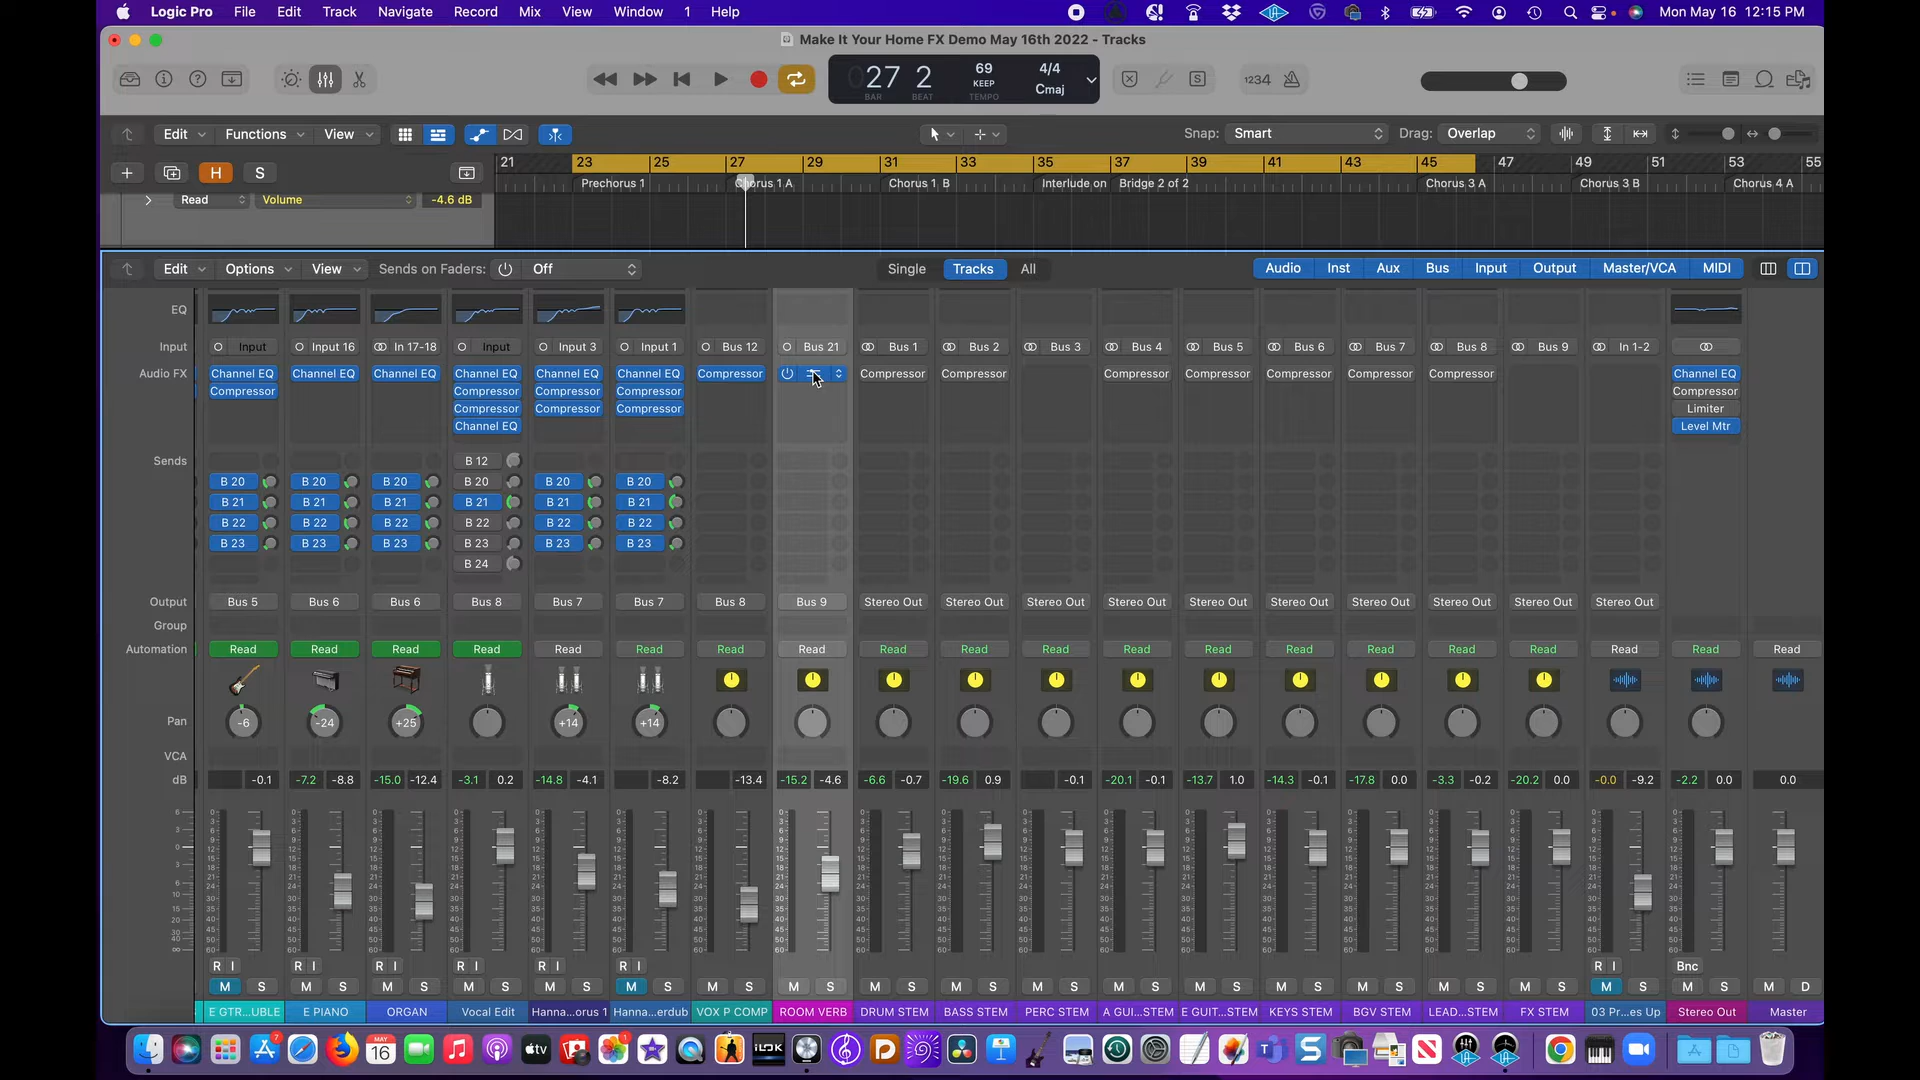 Logic Pro File Edit Track Navigate Record Mix View Window 1 Help Mon May 16 12:15 PM
Make It Your Home FX Demo May 16th 2022 - Tracks
27 2 69 KEEP 4/4 Cmaj
BAR BEAT TEMPO
1234
Edit Functions View Snap: Smart Drag: Overlap
H S
21 23 25 27 29 31 33 35 37 39 41 43 45 47 49 51 53 55
Prechorus 1 Chorus 1 A Chorus 1 B Interlude on Bridge 2 of 2 Chorus 3 A Chorus 3 B Chorus 4 A
Read Volume -4.6 dB
Edit Options View Sends on Faders: Off Single Tracks All Audio Inst Aux Bus Input Output Master/VCA MIDI
EQ
Input Input Input 16 In 17-18 Input Input 3 Input 1 Bus 12 Bus 21 Bus 1 Bus 2 Bus 3 Bus 4 Bus 5 Bus 6 Bus 7 Bus 8 Bus 9 In 1-2
Audio FX Channel EQ Channel EQ Channel EQ Channel EQ Channel EQ Channel EQ Compressor Compressor Compressor Compressor Compressor Compressor Compressor Compressor Channel EQ
Compressor Compressor Compressor Compressor Compressor
Compressor Compressor Compressor Limiter
Channel EQ Level Mtr
Sends B 12
B 20 B 20 B 20 B 20 B 20 B 20
B 21 B 21 B 21 B 21 B 21 B 21
B 22 B 22 B 22 B 22 B 22 B 22
B 23 B 23 B 23 B 23 B 23 B 23
B 24
Output Bus 5 Bus 6 Bus 6 Bus 8 Bus 7 Bus 7 Bus 8 Bus 9 Stereo Out Stereo Out Stereo Out Stereo Out Stereo Out Stereo Out Stereo Out Stereo Out Stereo Out Stereo Out
Group
Automation Read Read Read Read Read Read Read Read Read Read Read Read Read Read Read Read Read Read Read Read
Pan -6 -24 +25 +14 +14
VCA
dB -0.1 -7.2 -8.8 -15.0 -12.4 -3.1 0.2 -14.8 -4.1 -8.2 -13.4 -15.2 -4.6 -6.6 -0.7 -19.6 0.9 -0.1 -20.1 -0.1 -13.7 1.0 -14.3 -0.1 -17.8 0.0 -3.3 -0.2 -20.2 0.0 -0.0 -9.2 -2.2 0.0 0.0
R I R I R I R I R I R I R I Bnc
M S M S M S M S M S M S M S M S M S M S M S M S M S M S M S M S M S M S M S M D
E GTR...UBLE E PIANO ORGAN Vocal Edit Hanna...orus 1 Hanna...erdub VOX P COMP ROOM VERB DRUM STEM BASS STEM PERC STEM A GUI...STEM E GUIT...STEM KEYS STEM BGV STEM LEAD...STEM FX STEM 03 Pr...es Up Stereo Out Master